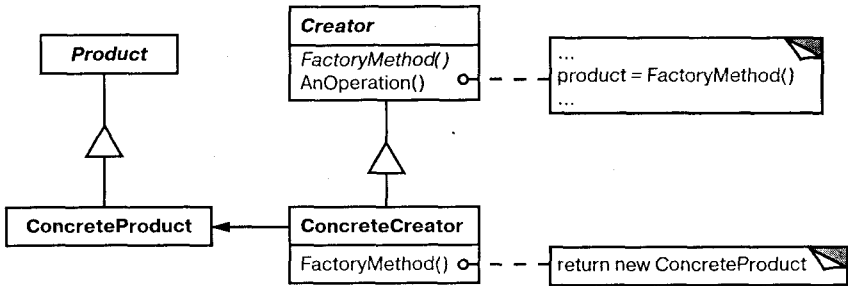 Product
Creator
FactoryMethod()
AnOperation()
...
product = FactoryMethod()
...
ConcreteProduct
ConcreteCreator
FactoryMethod()
return new ConcreteProduct